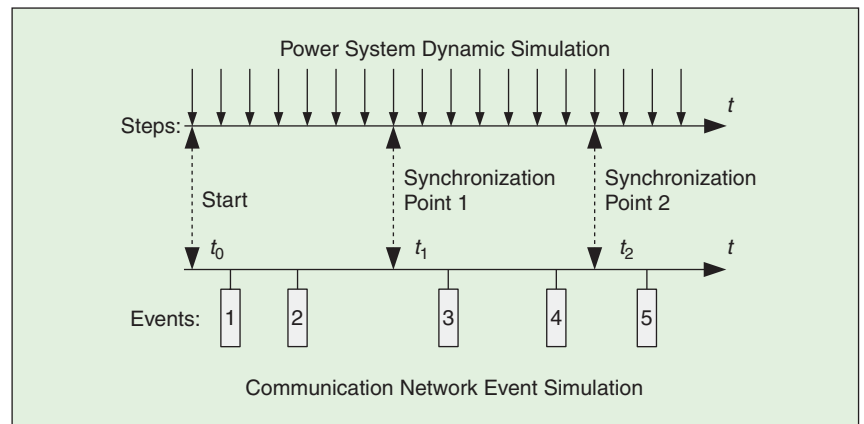 Power System Dynamic Simulation
t
Steps:
Start
Synchronization
Point 1
Synchronization
Point 2
t0
t1
t2
t
Events:
1
2
3
4
5
Communication Network Event Simulation